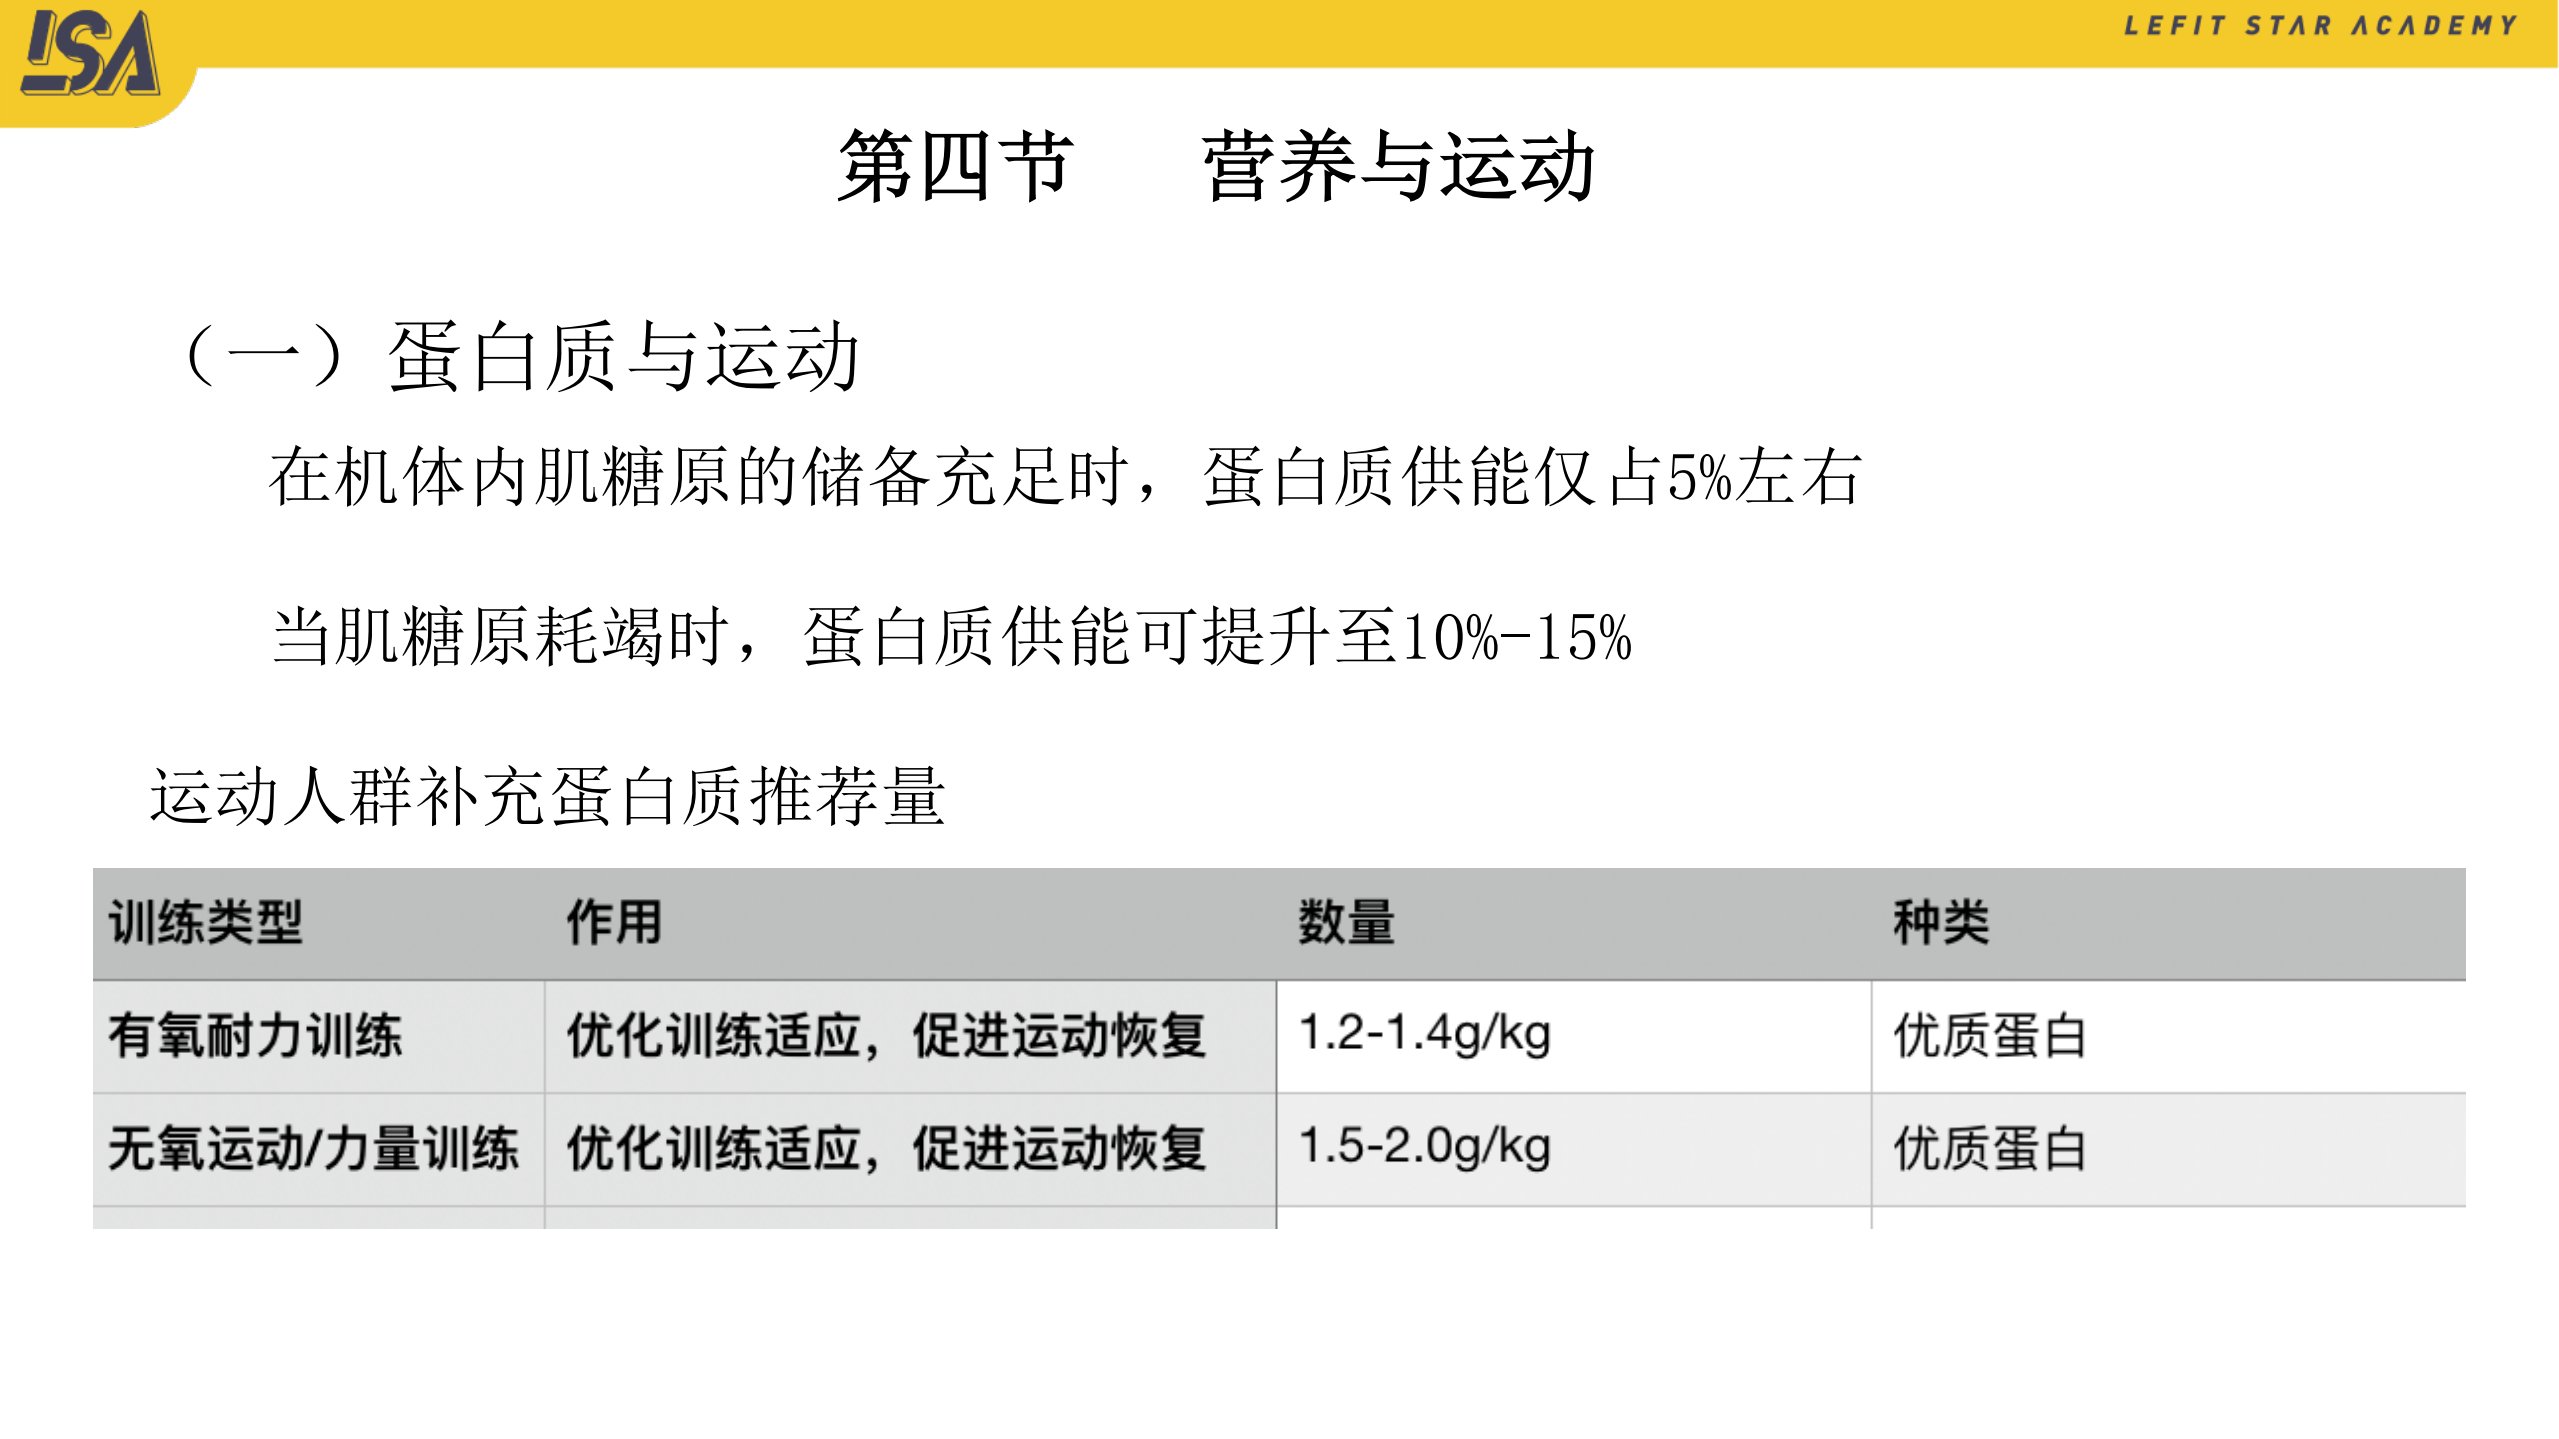 LSA
LEFIT STAR ACADEMY
第四节 营养与运动
（一）蛋白质与运动
在机体内肌糖原的储备充足时，蛋白质供能仅占5%左右
当肌糖原耗竭时，蛋白质供能可提升至10%-15%
运动人群补充蛋白质推荐量
训练类型 作用 数量 种类
有氧耐力训练 优化训练适应，促进运动恢复 1.2-1.4g/kg 优质蛋白
无氧运动/力量训练 优化训练适应，促进运动恢复 1.5-2.0g/kg 优质蛋白